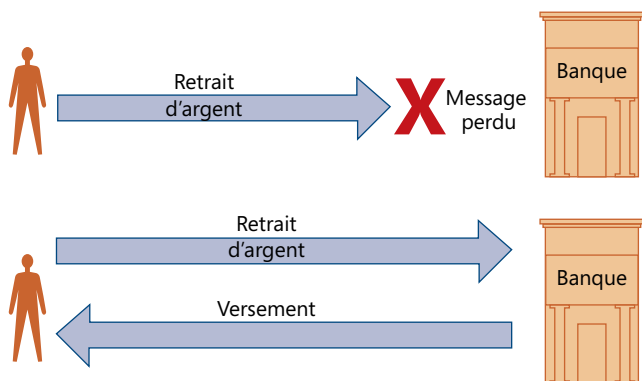 Retrait
d’argent
Message
perdu
Banque
Retrait
d’argent
Banque
Versement